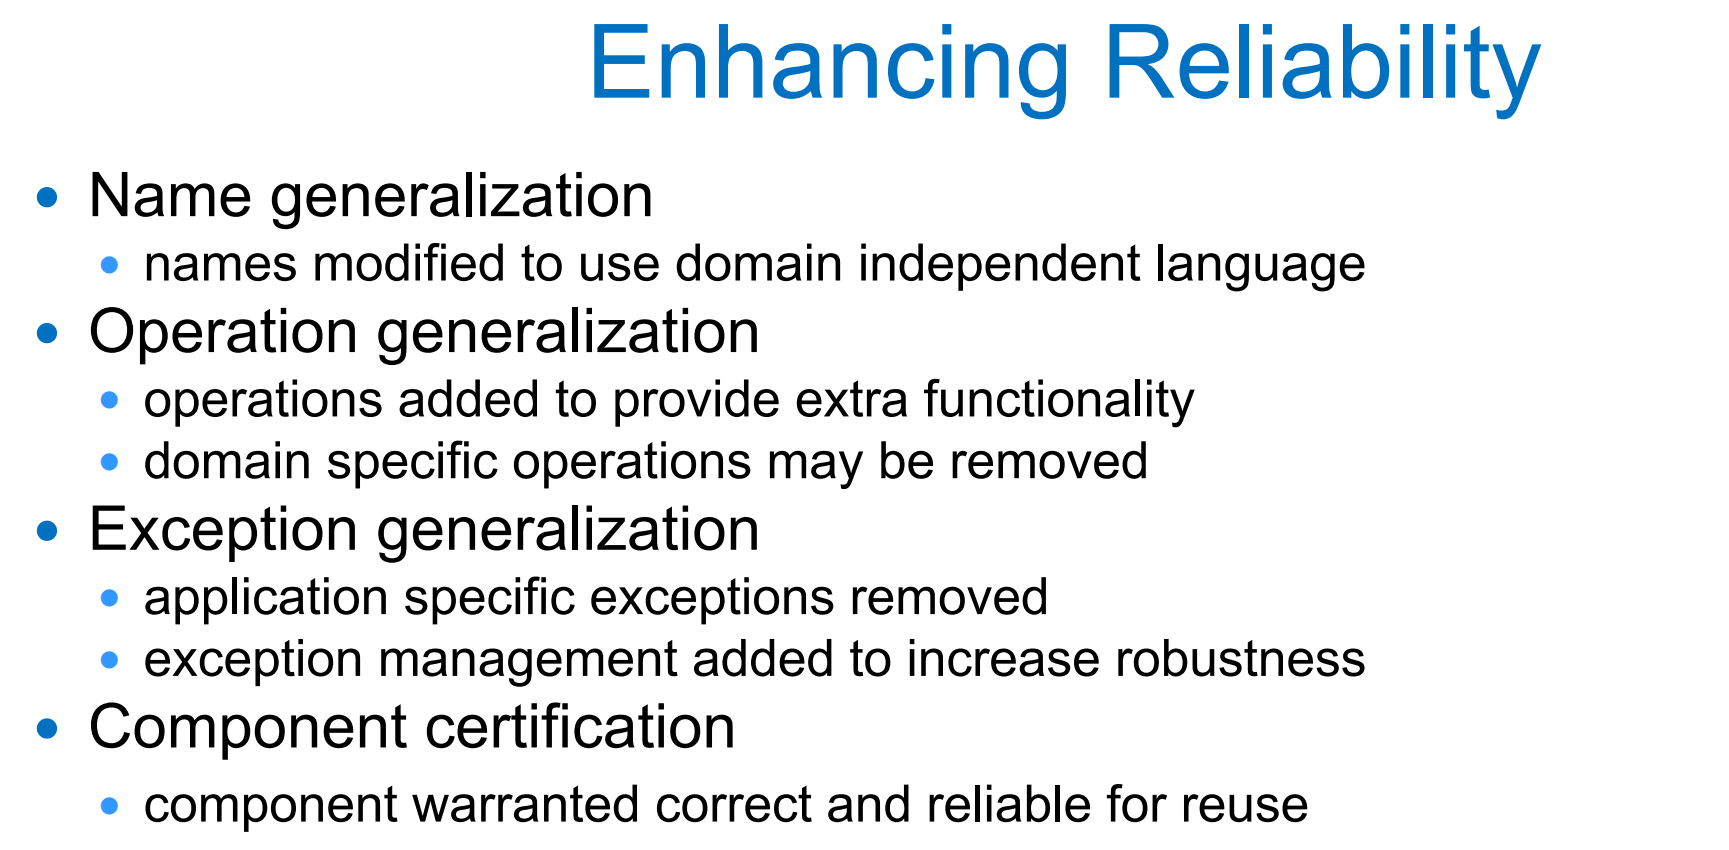 Enhancing Reliability
• Name generalization
• names modified to use domain independent language
• Operation generalization
• operations added to provide extra functionality
• domain specific operations may be removed
• Exception generalization
• application specific exceptions removed
• exception management added to increase robustness
• Component certification
• component warranted correct and reliable for reuse